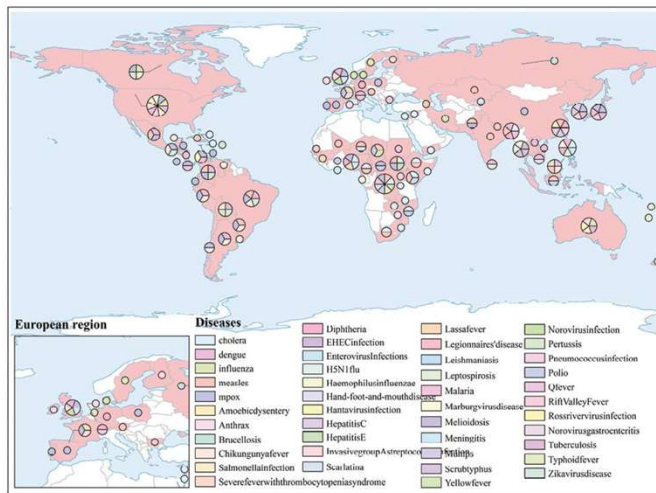 European region
Diseases
cholera
dengue
influenza
measles
mpox
Amoebicdysentery
Anthrax
Brucellosis
Chikungunyafever
Salmonellainfection
Severefeverwiththrombocytopeniasyndrome
Diphtheria
EHECinfection
EnterovirusInfections
H5N1flu
Haemophilusinfluenzae
Hand-foot-and-mouthdisease
Hantavirusinfection
HepatitisC
HepatitisE
InvasivegroupAstreptoc
Scarlatina
Lassafever
Legionnaires'disease
Leishmaniasis
Leptospirosis
Malaria
Marburgvirusdisease
Melioidosis
Meningitis
Scrubtyphus
Yellowfever
Norovirusinfection
Pertussis
Pneumococcusinfection
Polio
Qfever
RiftValleyFever
Rossrivervirusinfection
Norovirusgastroenteritis
Tuberculosis
Typhoidfever
Zikavirusdisease